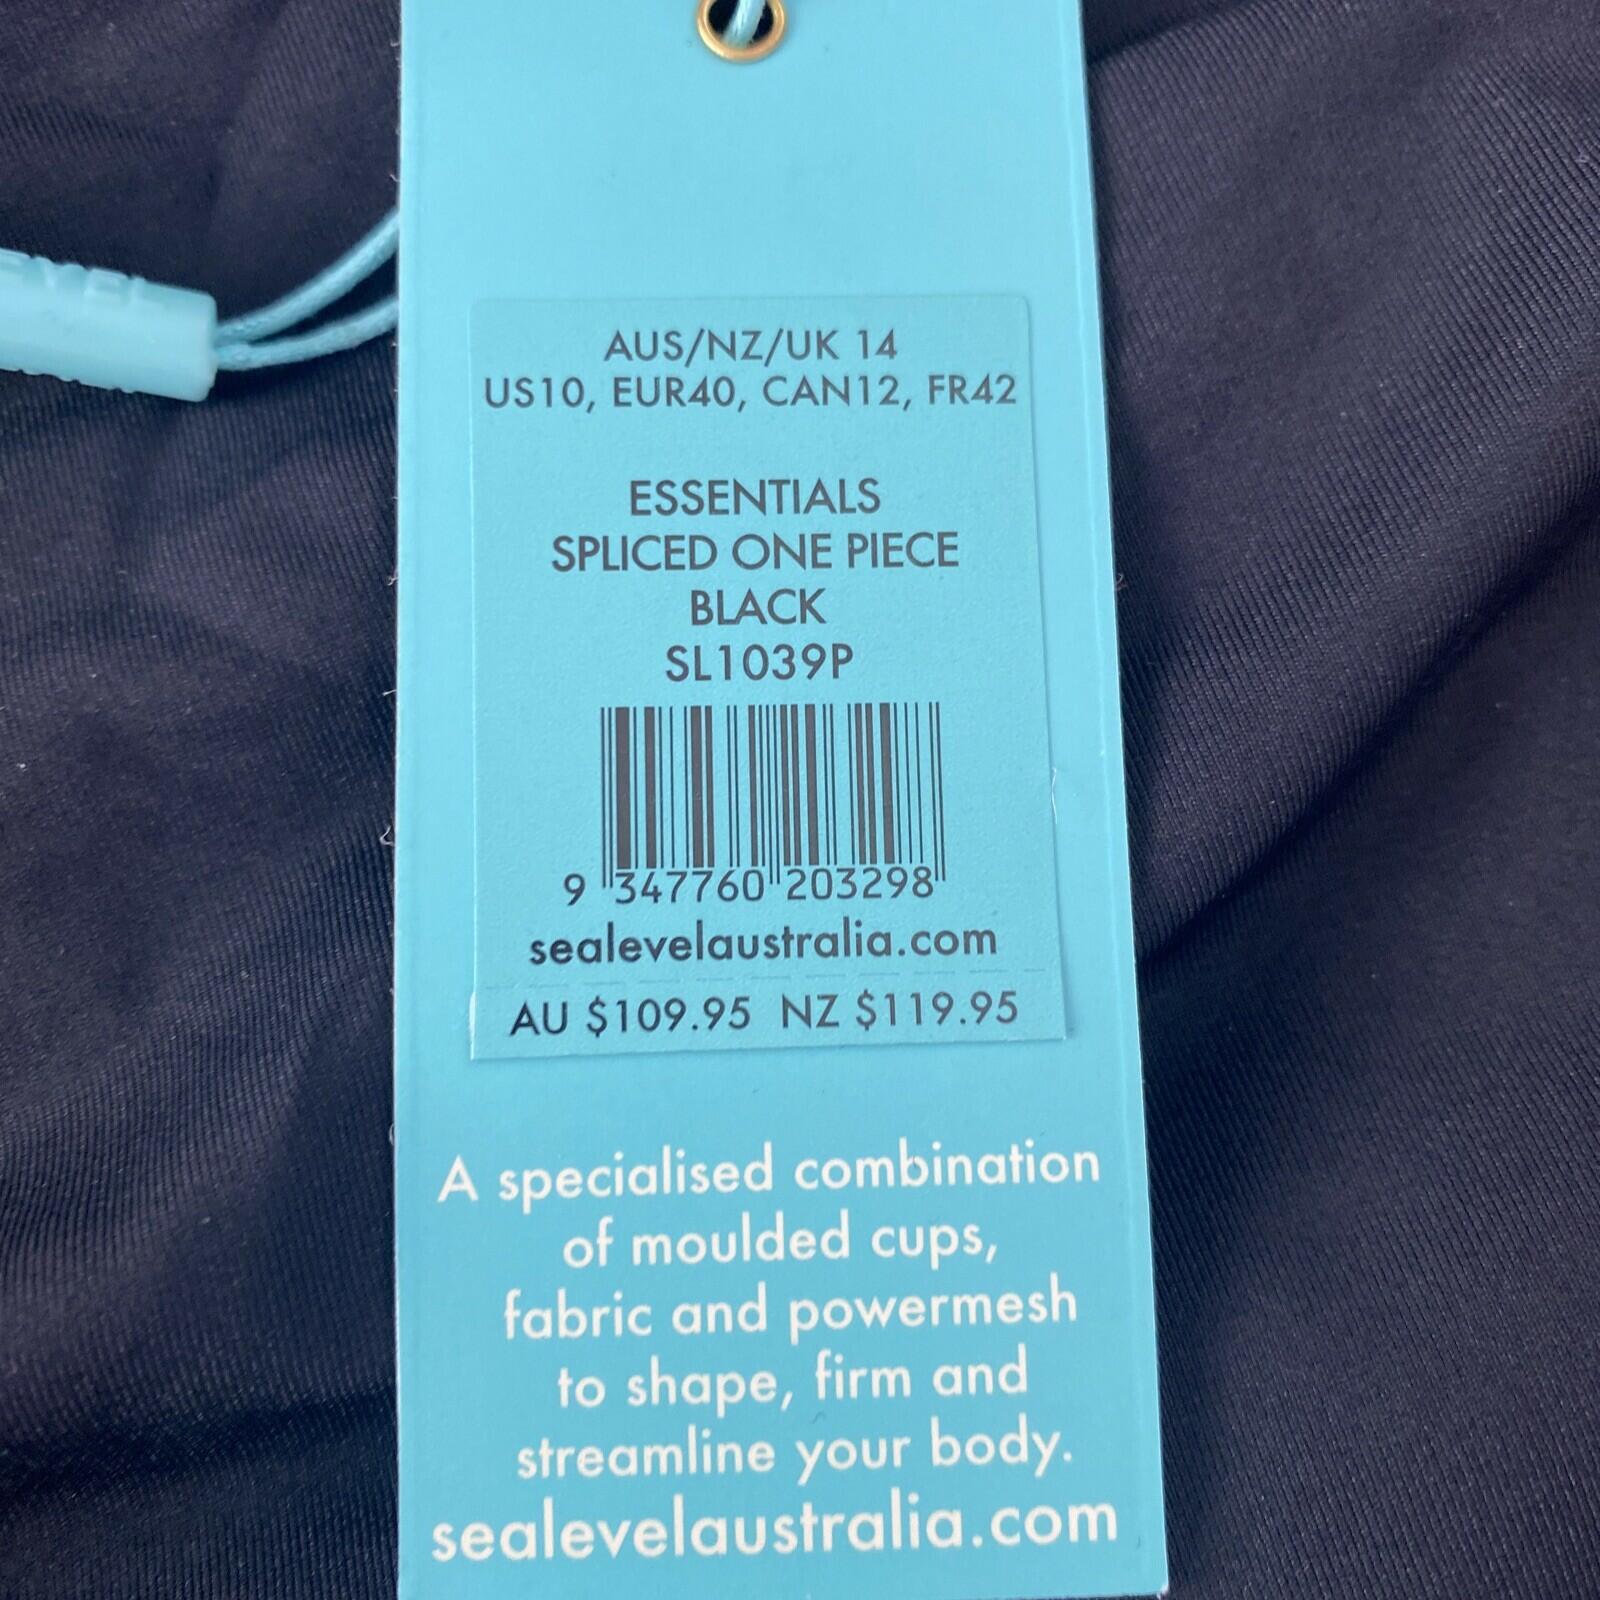 AUS/NZ/UK 14
US10, EUR40, CAN12, FR42
ESSENTIALS
SPLICED ONE PIECE
BLACK
SL1039P
9 347760 203298
sealevelaustralia.com
AU $109.95 NZ $119.95
A specialised combination
of moulded cups,
fabric and powermesh
to shape, firm and
streamline your body.
sealevelaustralia.com